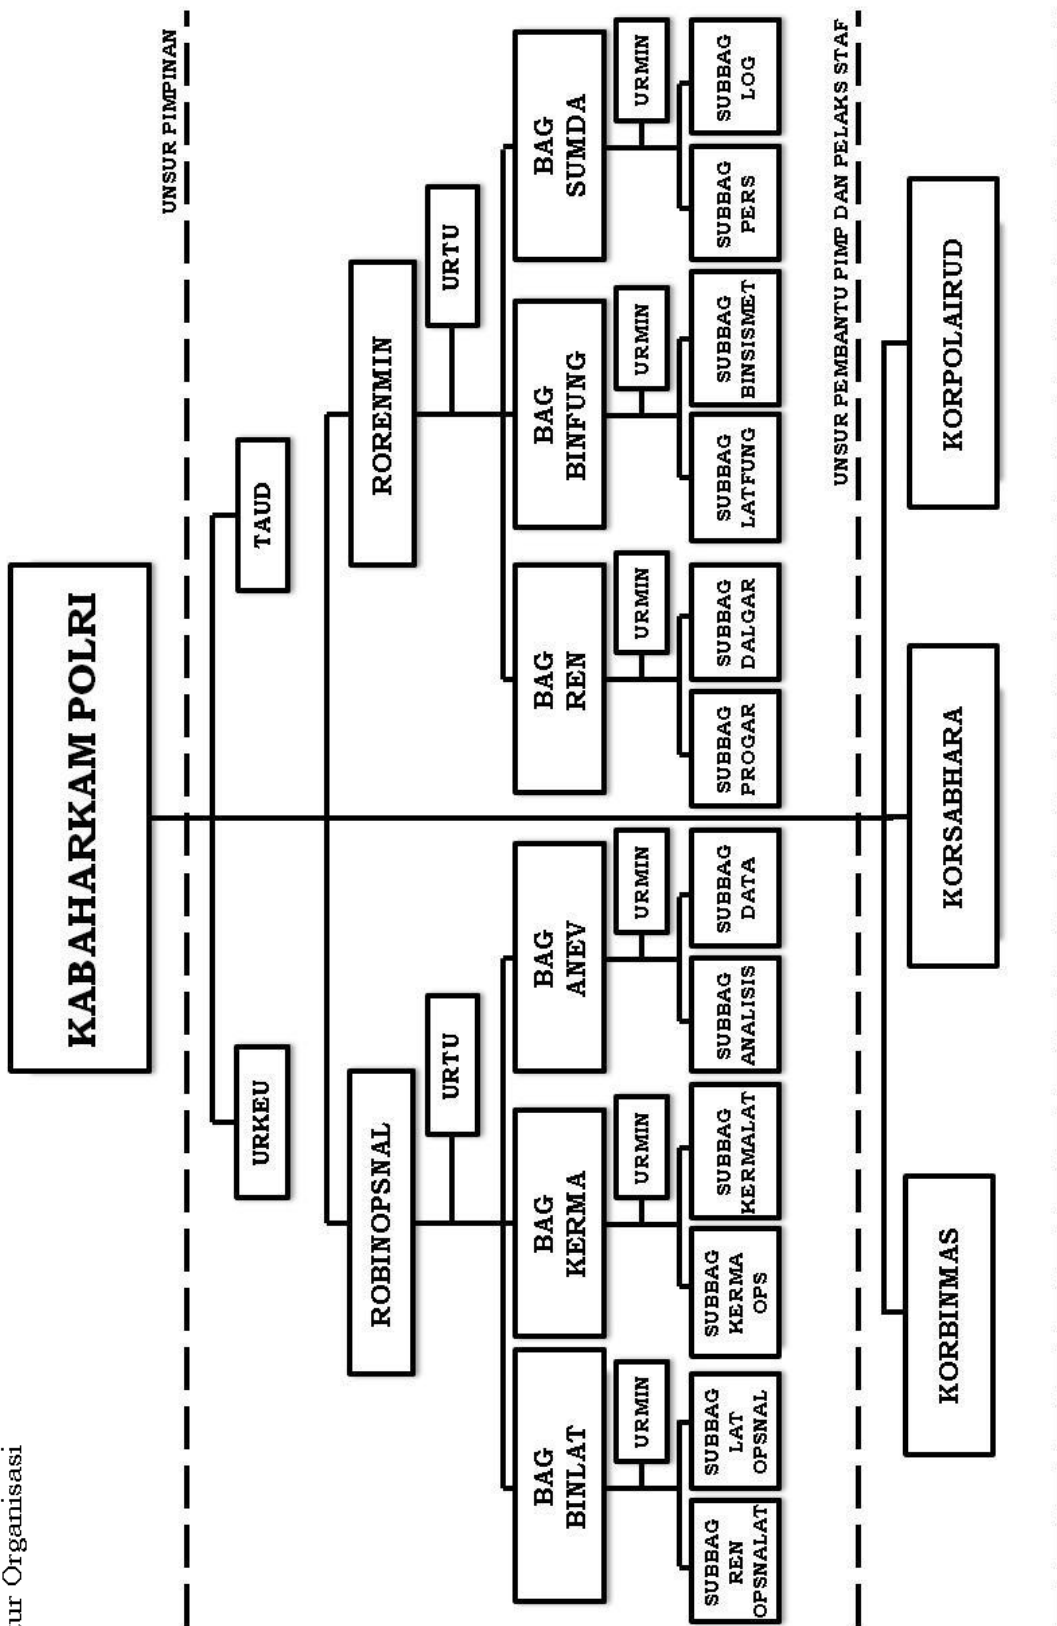 ur Organisasi
KABAHARKAM POLRI
UNSUR PIMPINAN
URKEU
TAUD
ROBINOPSNAL
RORENMIN
URTU
URTU
BAG
BINLAT
BAG
KERMA
BAG
ANEV
BAG
REN
BAG
BINFUNG
BAG
SUMDA
URMIN
URMIN
URMIN
URMIN
URMIN
URMIN
SUBBAG
REN
OPSNALAT
SUBBAG
LAT
OPSNAL
SUBBAG
KERMA
OPS
SUBBAG
KERMALAT
SUBBAG
ANALISIS
SUBBAG
DATA
SUBBAG
PROGAR
SUBBAG
DALGAR
SUBBAG
LATFUNG
SUBBAG
BINSISMET
SUBBAG
PERS
SUBBAG
LOG
UNSUR PEMBANTU PIMP DAN PELAKS STAF
KORBINMAS
KORSABHARA
KORPOLAIRUD